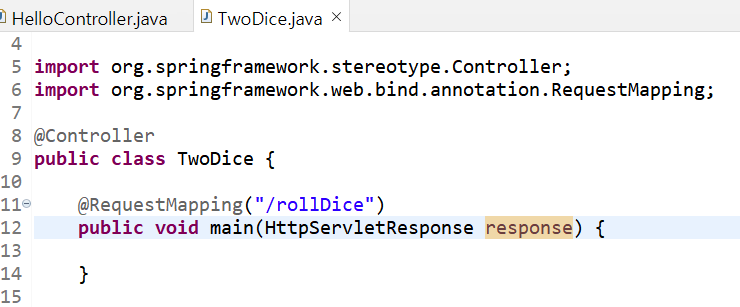 HelloController.java TwoDice.java
4
5 import org.springframework.stereotype.Controller;
6 import org.springframework.web.bind.annotation.RequestMapping;
7
8 @Controller
9 public class TwoDice {
10
11 @RequestMapping("/rollDice")
12 public void main(HttpServletResponse response) {
13
14 }
15